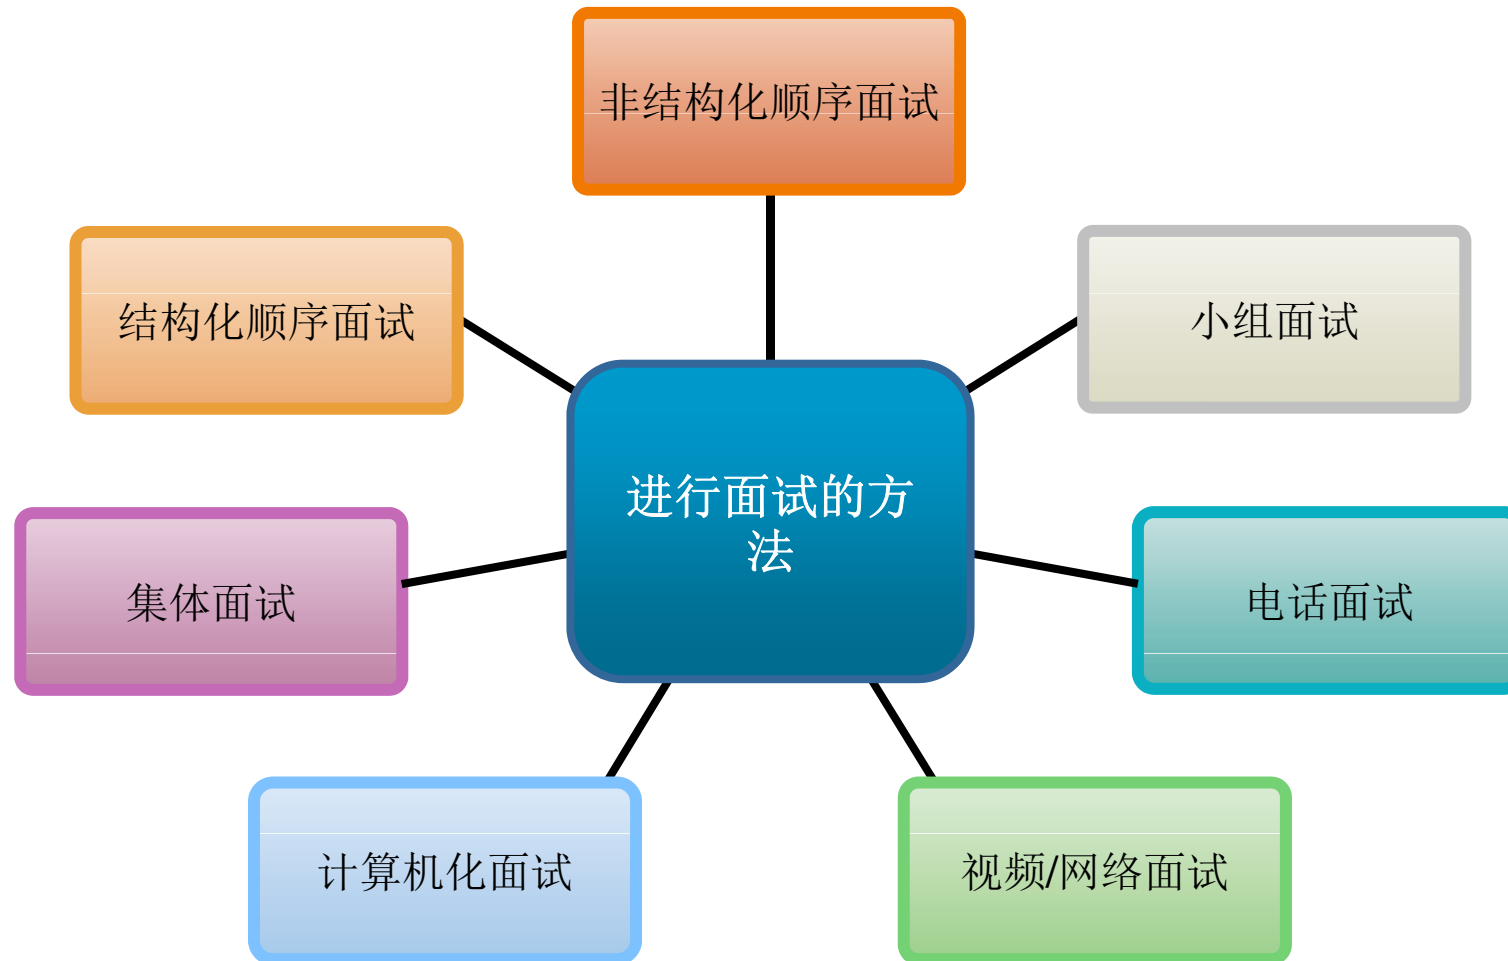 非结构化顺序面试
结构化顺序面试
小组面试
进行面试的方
法
集体面试
电话面试
计算机化面试
视频/网络面试